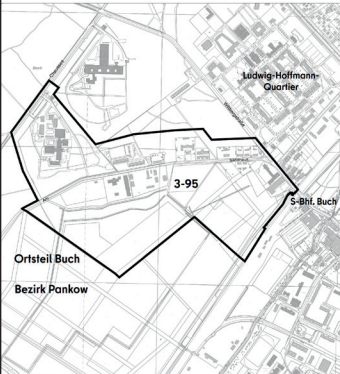 Ludwig-Hoffmann-
Quartier
3-95
S-Bhf. Buch
Ortsteil Buch
Bezirk Pankow